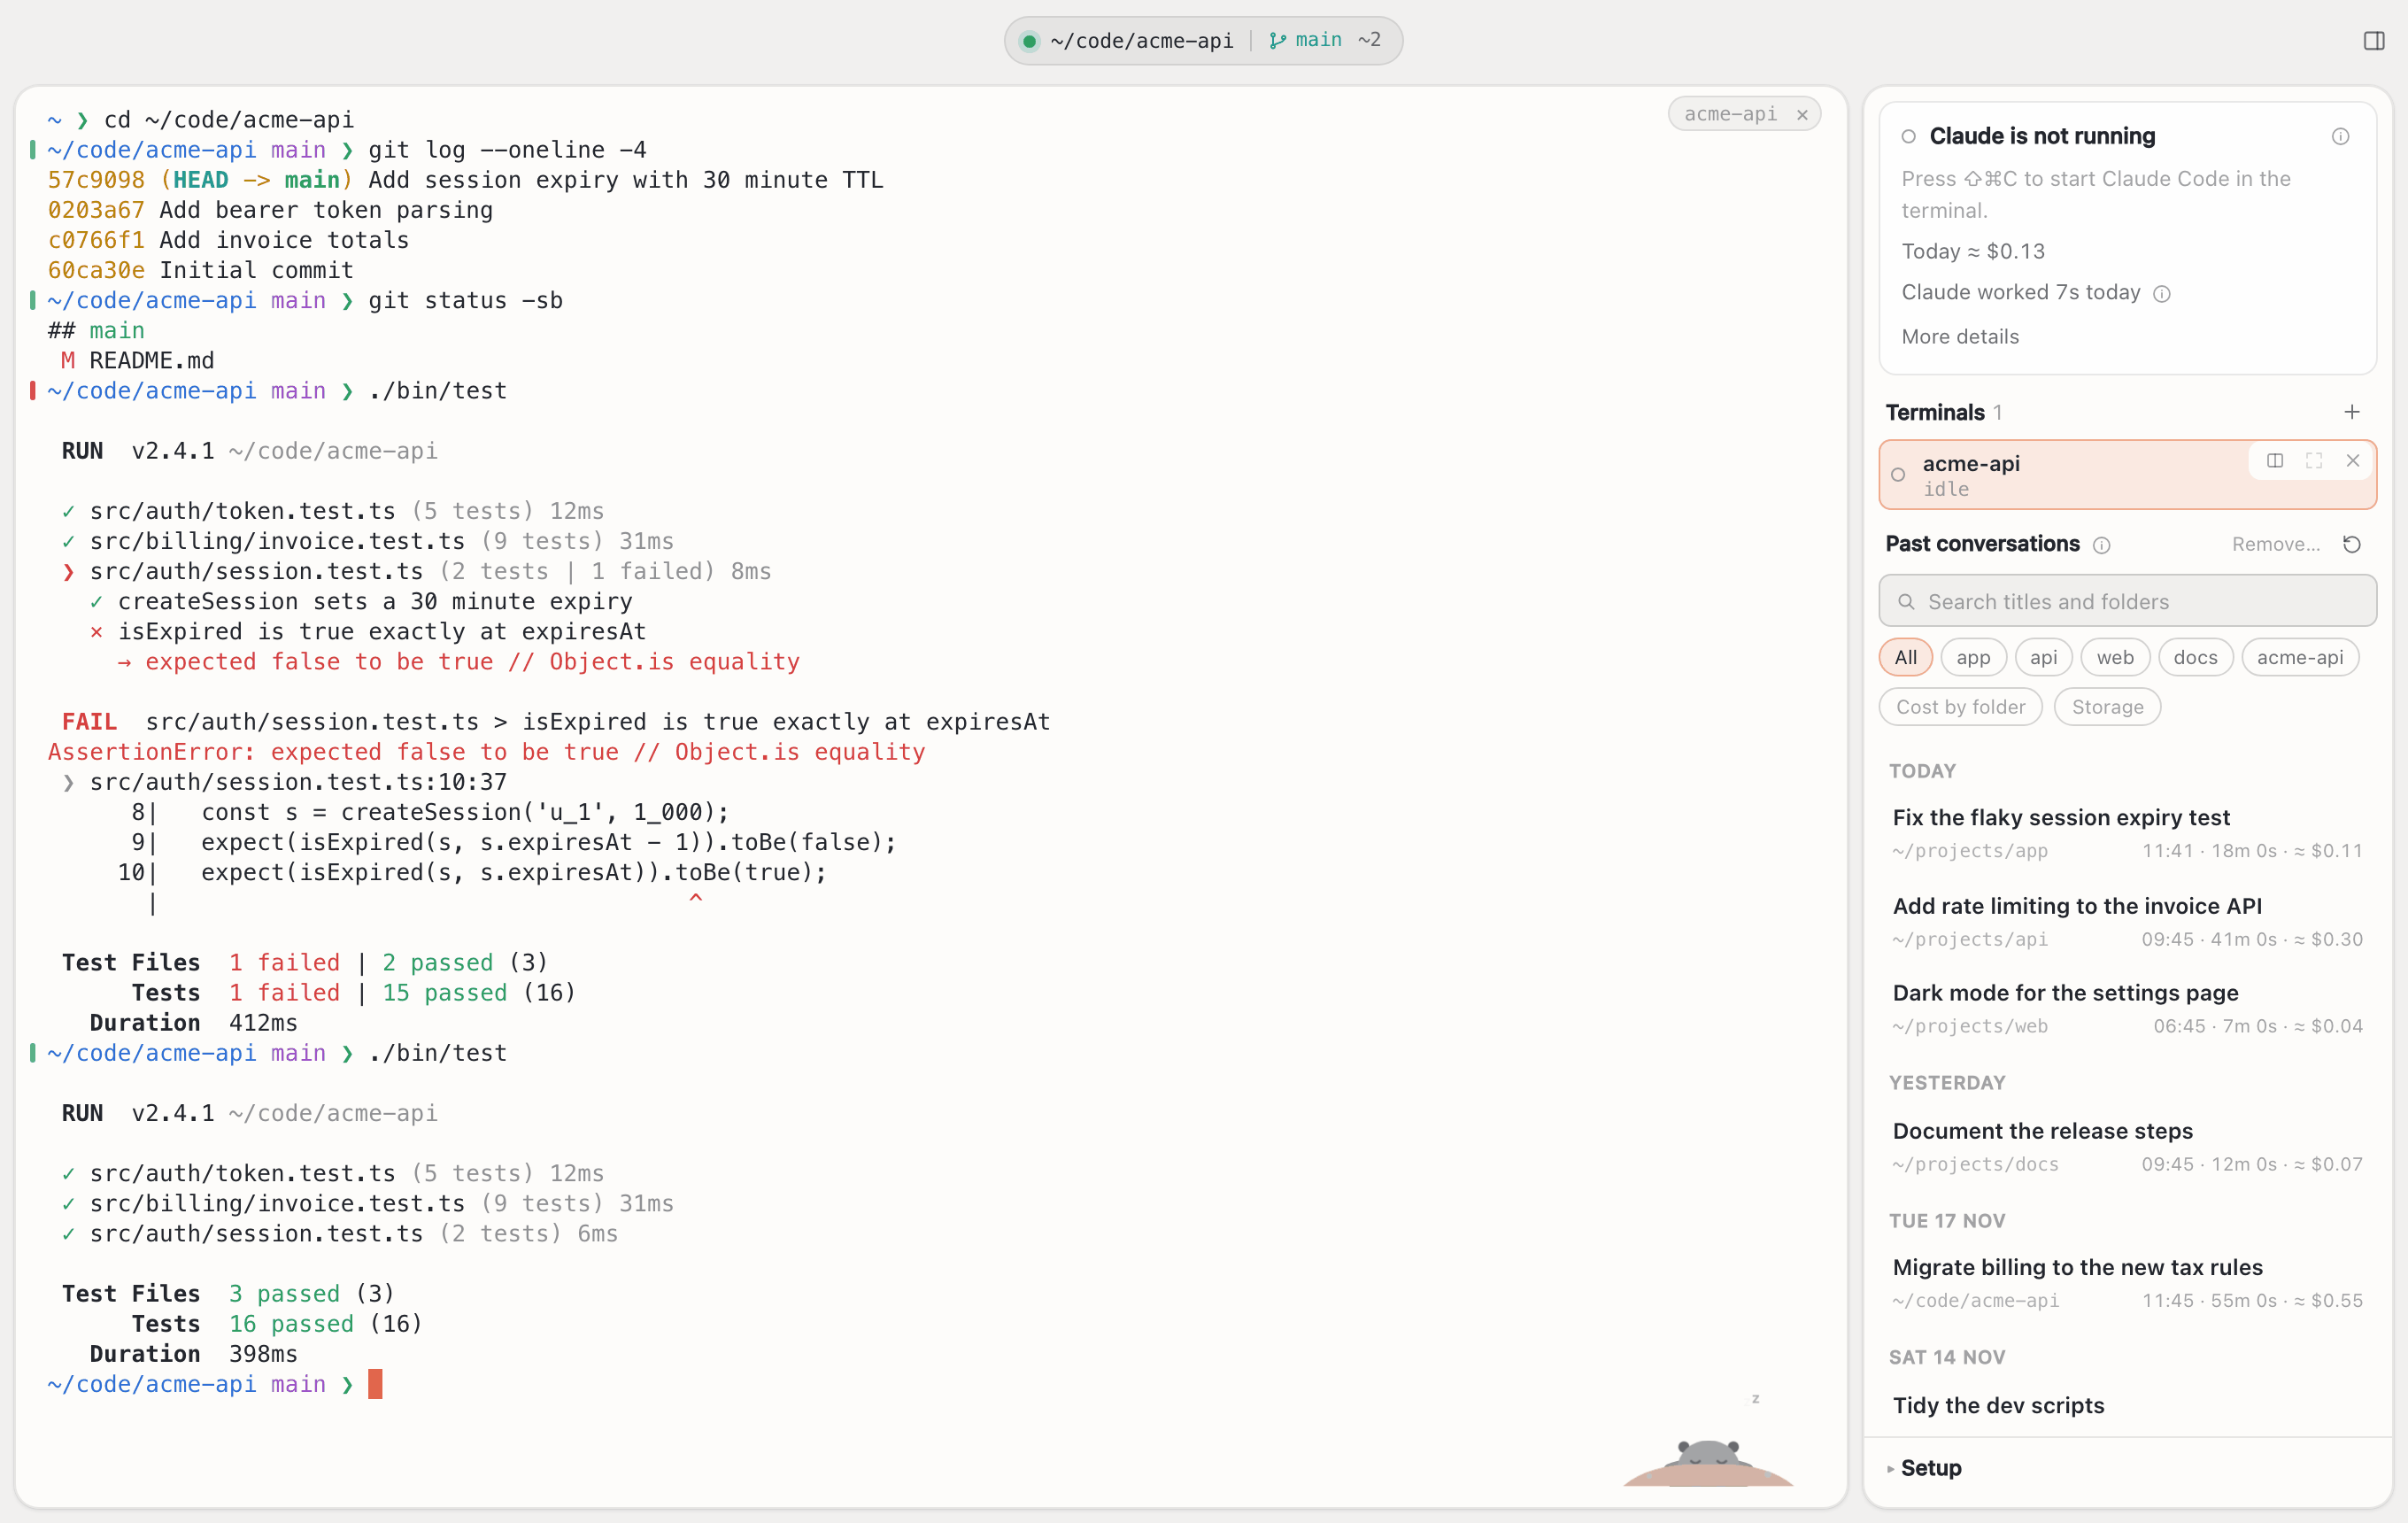 ~/code/acme-api main ~2
acme-api ×
~ ❯ cd ~/code/acme-api
~/code/acme-api main ❯ git log --oneline -4
57c9098 (HEAD -> main) Add session expiry with 30 minute TTL
0203a67 Add bearer token parsing
c0766f1 Add invoice totals
60ca30e Initial commit
~/code/acme-api main ❯ git status -sb
## main
M README.md
~/code/acme-api main ❯ ./bin/test
RUN v2.4.1 ~/code/acme-api
✓ src/auth/token.test.ts (5 tests) 12ms
✓ src/billing/invoice.test.ts (9 tests) 31ms
❯ src/auth/session.test.ts (2 tests | 1 failed) 8ms
✓ createSession sets a 30 minute expiry
× isExpired is true exactly at expiresAt
→ expected false to be true // Object.is equality
FAIL src/auth/session.test.ts > isExpired is true exactly at expiresAt
AssertionError: expected false to be true // Object.is equality
❯ src/auth/session.test.ts:10:37
8| const s = createSession('u_1', 1_000);
9| expect(isExpired(s, s.expiresAt - 1)).toBe(false);
10| expect(isExpired(s, s.expiresAt)).toBe(true);
| ^
Test Files 1 failed | 2 passed (3)
Tests 1 failed | 15 passed (16)
Duration 412ms
~/code/acme-api main ❯ ./bin/test
RUN v2.4.1 ~/code/acme-api
✓ src/auth/token.test.ts (5 tests) 12ms
✓ src/billing/invoice.test.ts (9 tests) 31ms
✓ src/auth/session.test.ts (2 tests) 6ms
Test Files 3 passed (3)
Tests 16 passed (16)
Duration 398ms
~/code/acme-api main ❯
z
Claude is not running
Press ⇧⌘C to start Claude Code in the
terminal.
Today ≈ $0.13
Claude worked 7s today
More details
Terminals 1
acme-api
idle
Past conversations Remove...
Search titles and folders
All app api web docs acme-api
Cost by folder Storage
TODAY
Fix the flaky session expiry test
~/projects/app 11:41 · 18m 0s · ≈ $0.11
Add rate limiting to the invoice API
~/projects/api 09:45 · 41m 0s · ≈ $0.30
Dark mode for the settings page
~/projects/web 06:45 · 7m 0s · ≈ $0.04
YESTERDAY
Document the release steps
~/projects/docs 09:45 · 12m 0s · ≈ $0.07
TUE 17 NOV
Migrate billing to the new tax rules
~/code/acme-api 11:45 · 55m 0s · ≈ $0.55
SAT 14 NOV
Tidy the dev scripts
Setup